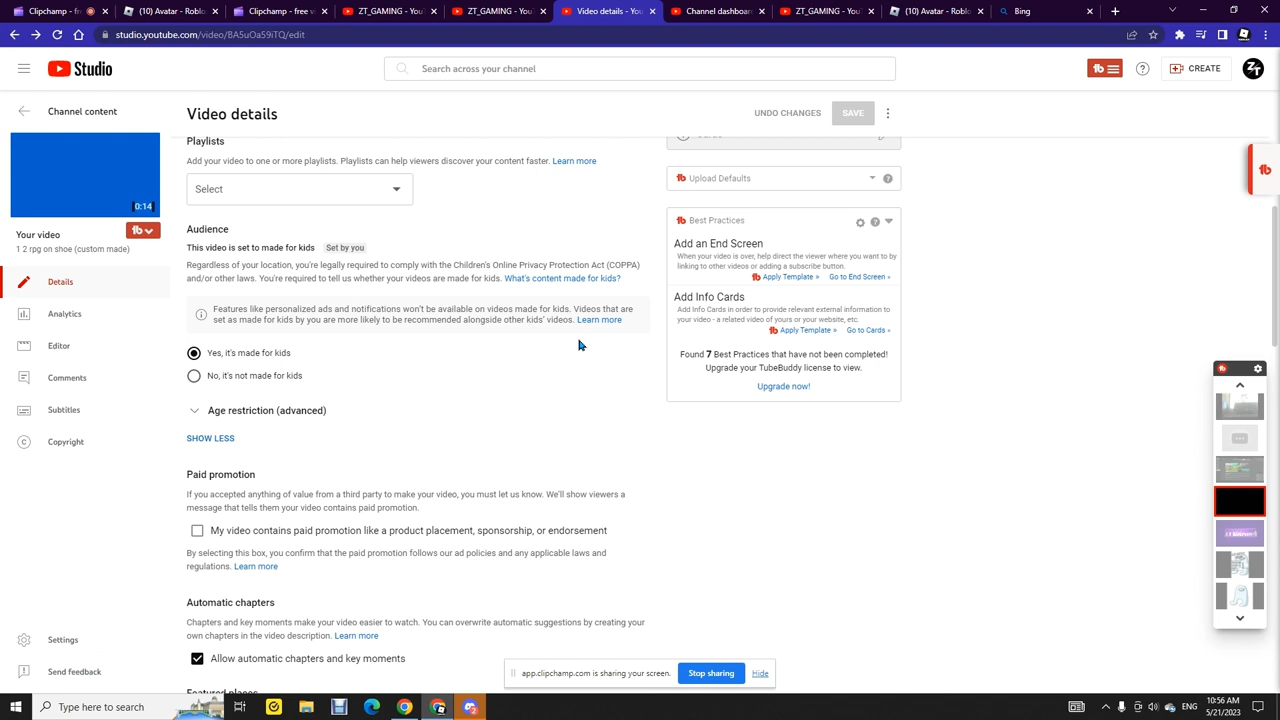 (10) Avatar - Roblo
ZT_GAMING - You
ZT_GAMING - You
Video details - Yo
Channel dashboard
ZT_GAMING - You
(10) Avatar - Roblo
Bing
studio.youtube.com/video/BA5uOa59iTQ/edit
Studio
Search across your channel
CREATE
Channel content
Video details
UNDO CHANGES
SAVE
0:14
Your video
1 2 rpg on shoe (custom made)
Details
Analytics
Editor
Comments
Subtitles
Copyright
Settings
Send feedback
Playlists
Add your video to one or more playlists. Playlists can help viewers discover your content faster. Learn more
Select
Audience
This video is set to made for kids Set by you
Regardless of your location, you're legally required to comply with the Children's Online Privacy Protection Act (COPPA)
and/or other laws. You're required to tell us whether your videos are made for kids. What's content made for kids?
Features like personalized ads and notifications won't be available on videos made for kids. Videos that are
set as made for kids by you are more likely to be recommended alongside other kids' videos. Learn more
Yes, it's made for kids
No, it's not made for kids
Age restriction (advanced)
SHOW LESS
Paid promotion
If you accepted anything of value from a third party to make your video, you must let us know. We'll show viewers a
message that tells them your video contains paid promotion.
My video contains paid promotion like a product placement, sponsorship, or endorsement
By selecting this box, you confirm that the paid promotion follows our ad policies and any applicable laws and
regulations. Learn more
Automatic chapters
Chapters and key moments make your video easier to watch. You can overwrite automatic suggestions by creating your
own chapters in the video description. Learn more
Allow automatic chapters and key moments
Featured places
Upload Defaults
Best Practices
Add an End Screen
When your video is over, help direct the viewer where you want by
linking to other videos or adding a subscribe button.
Apply Template » Go to End Screen »
Add Info Cards
Add Info Cards in order to provide relevant external information to
your video - a related video of yours or your website, etc.
Apply Template » Go to Cards »
Found 7 Best Practices that have not been completed!
Upgrade your TubeBuddy license to view.
Upgrade now!
app.clipchamp.com is sharing your screen.
Stop sharing
Hide
Type here to search
ENG
10:56 AM
5/21/2023